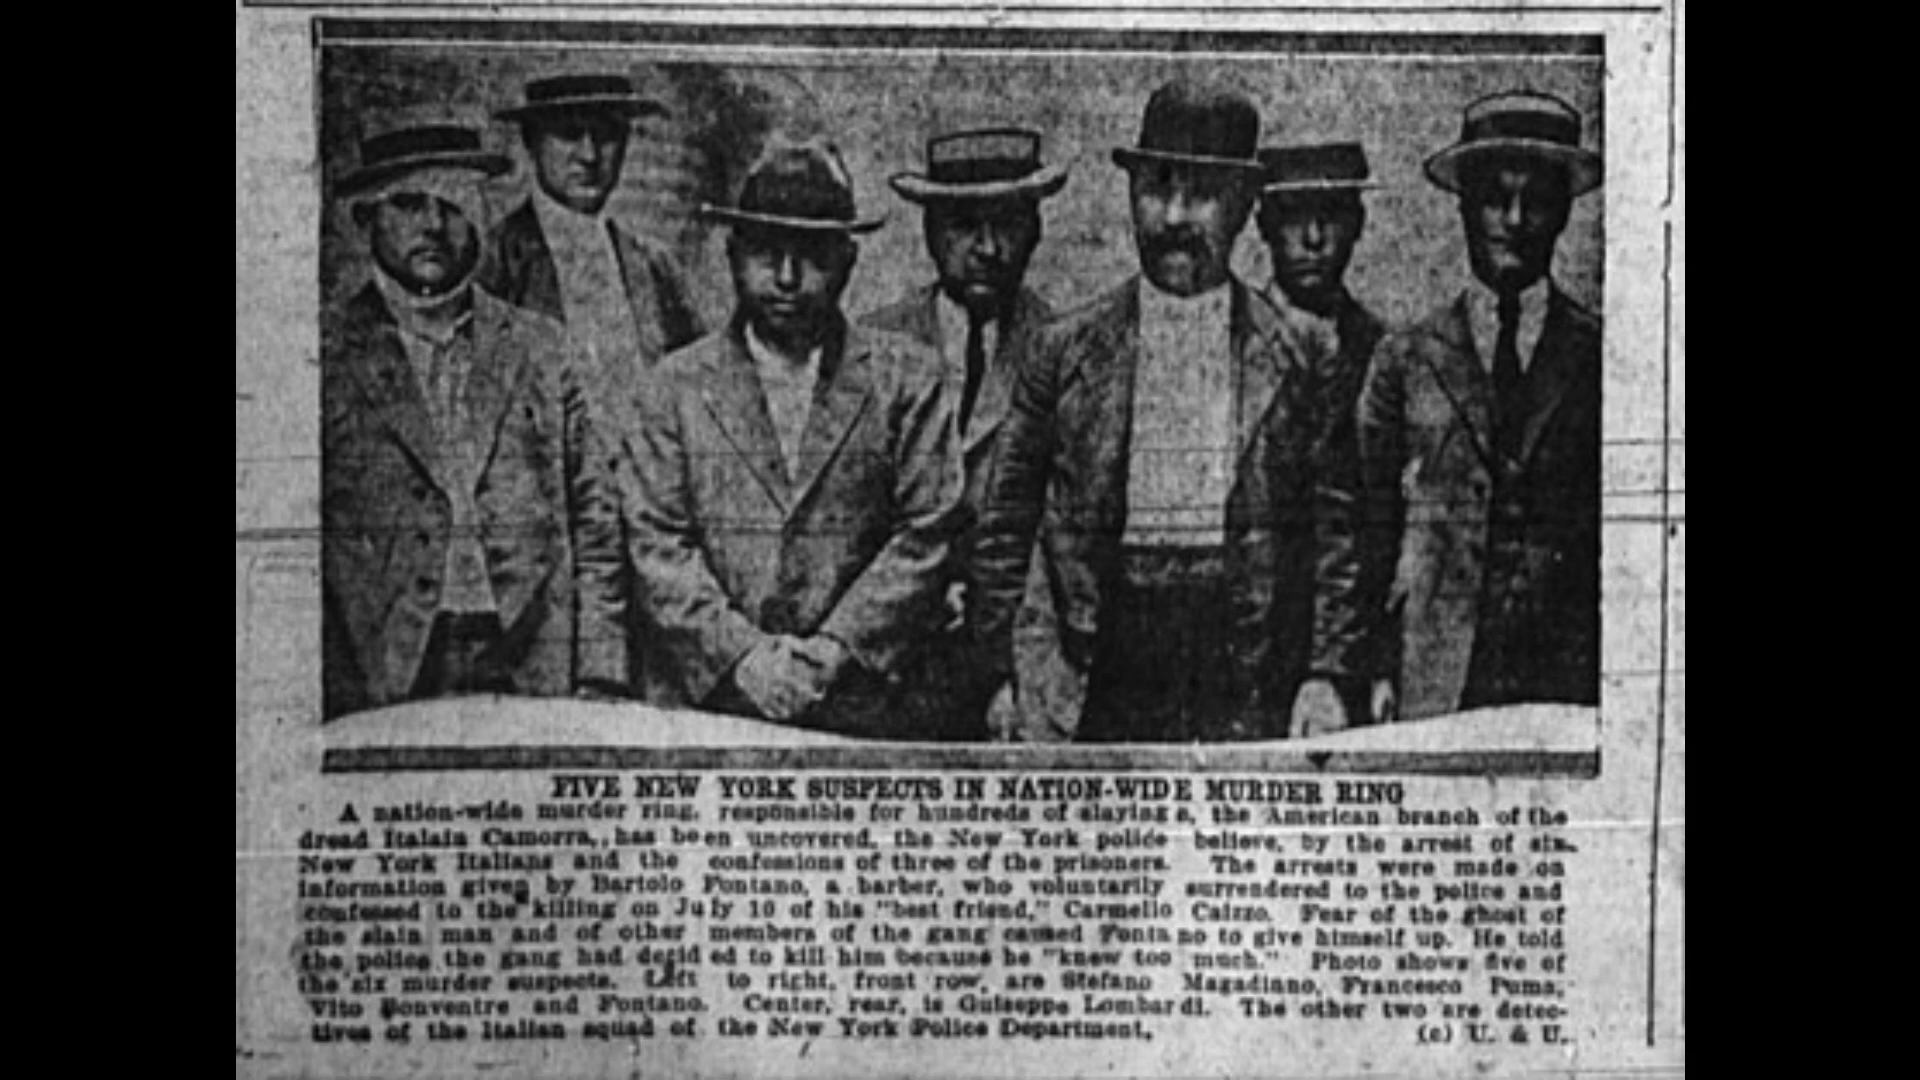 FIVE NEW YORK SUSPECTS IN NATION-WIDE MURDER RING
A nation-wide murder ring, responsible for hundreds of slayings, the American branch of the
dread Italain Camorra,, has been uncovered, the New York police believe, by the arrest of six
New York Italians and the confessions of three of the prisoners. The arrests were made on
information given by Bartolo Fontano, a barber, who voluntarily surrendered to the police and
confessed to the killing on July 10 of his "best friend," Carmello Caizzo. Fear of the ghost of
the slain man and of other members of the gang caused Fontano to give himself up. He told
the police the gang had decided to kill him because he "knew too much." Photo shows five of
the six murder suspects. Left to right, front row, are Stefano Magadiano, Francesco Puma,
Vito Bonventre and Fontano. Center, rear, is Guiseppe Lombardi. The other two are detec-
tives of the Italian squad of the New York Police Department.
(c) U. & U.